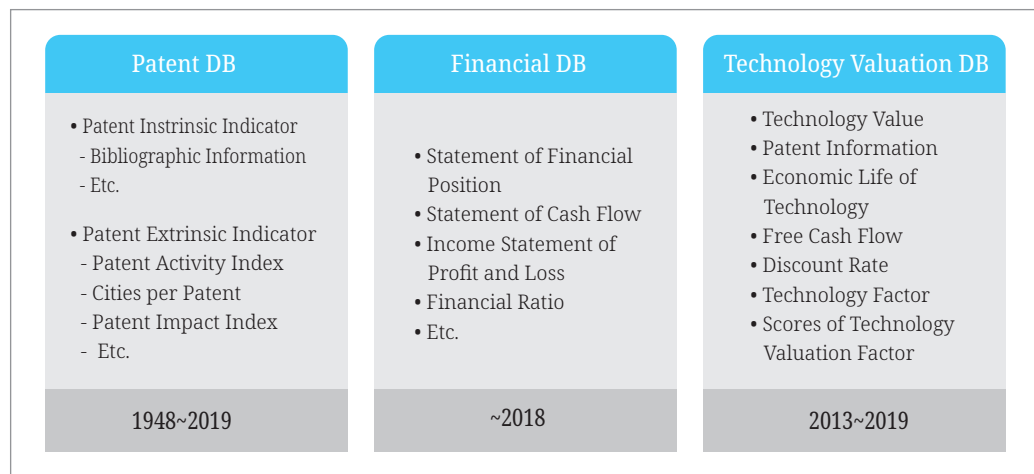 Patent DB
• Patent Instrinsic Indicator
- Bibliographic Information
- Etc.
• Patent Extrinsic Indicator
- Patent Activity Index
- Cities per Patent
- Patent Impact Index
- Etc.
1948~2019
Financial DB
• Statement of Financial
Position
• Statement of Cash Flow
• Income Statement of
Profit and Loss
• Financial Ratio
• Etc.
~2018
Technology Valuation DB
• Technology Value
• Patent Information
• Economic Life of
Technology
• Free Cash Flow
• Discount Rate
• Technology Factor
• Scores of Technology
Valuation Factor
2013~2019